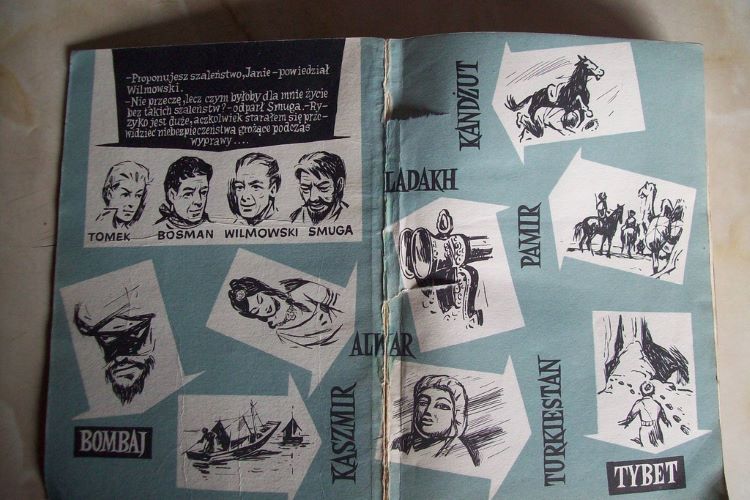 -Proponujesz szaleństwo, Janie-powiedział
Wilmowski.
-Nie przeczę, lecz czym byłoby dla mnie życie
bez takich szaleństw?-odparł Smuga.-Ry-
zyko jest duże, aczkolwiek starałem się prze-
widzieć niebezpieczeństwa grożące podczas
wyprawy....
TOMEK BOSMAN WILMOWSKI SMUGA
KANDŻUT
LADAKH
PAMIR
ALWAR
KASZMIR
TURKIESTAN
BOMBAJ
TYBET